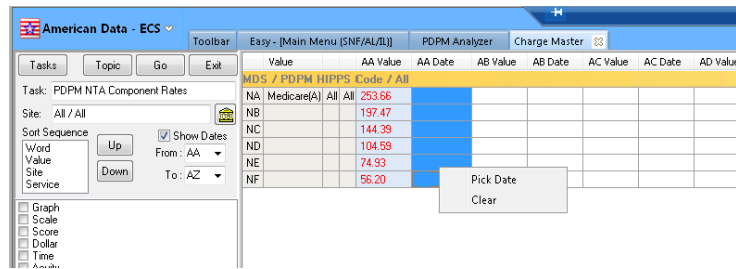 American Data - ECS
Toolbar
Easy - [Main Menu (SNF/AL/IL)]
PDPM Analyzer
Charge Master
Tasks
Topic
Go
Exit
Task: PDPM NTA Component Rates
Site: All / All
Sort Sequence
Word
Value
Site
Service
Up
Down
Show Dates
From: AA
To: AZ
Graph
Scale
Score
Dollar
Time
Acuity
Value AA Value AA Date AB Value AB Date AC Value AC Date AD Value
MDS / PDPM HIPPS Code / All
NA Medicare(A) All All 253.66
NB 197.47
NC 144.39
ND 104.59
NE 74.93
NF 56.20
Pick Date
Clear